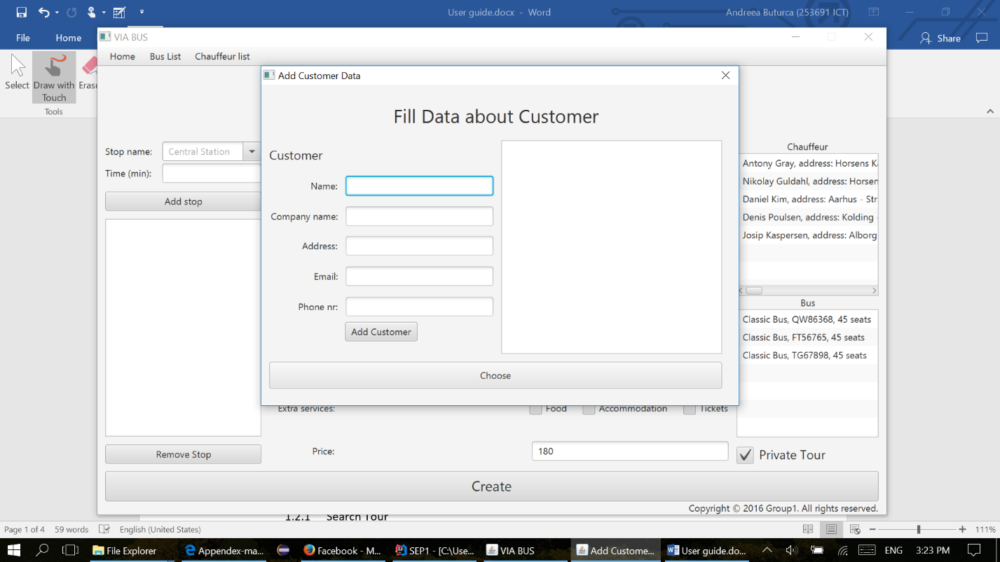 User guide.docx - Word
Andreea Buturca (253691 ICT)
File
Home
Share
VIA BUS
Home Bus List Chauffeur list
Select
Draw with Touch
Tools
Add Customer Data
Fill Data about Customer
Customer
Name:
Company name:
Address:
Email:
Phone nr:
Add Customer
Choose
Stop name: Central Station
Time (min):
Add stop
Remove Stop
Chauffeur
Antony Gray, address: Horsens
Nikolay Guldahl, address: Horsen
Daniel Kim, address: Aarhus - Str
Denis Poulsen, address: Kolding -
Josip Kaspersen, address: Alborg
Bus
Classic Bus, QW86368, 45 seats
Classic Bus, FT56765, 45 seats
Classic Bus, TG67898, 45 seats
Extra services: Food Accommodation Tickets
Price: 180
Private Tour
Create
Copyright © 2016 Group1. All rights reserved.
1.2.1 Search Tour
Page 1 of 4 59 words English (United States) 111%
File Explorer Appendex-ma... Facebook - M... SEP1 - [C:\Use... VIA BUS Add Custome... User guide.do... ENG 3:23 PM